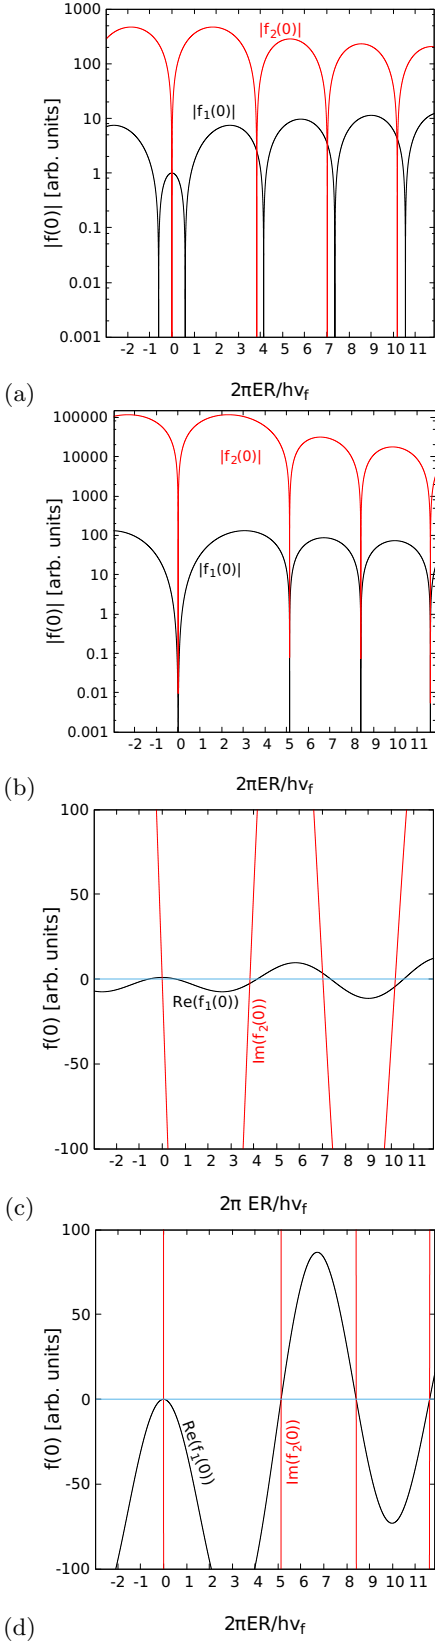 1000
100
10
1
0.1
0.01
0.001
|f(0)| [arb. units]
|f₂(0)|
|f₁(0)|
-2 -1 0 1 2 3 4 5 6 7 8 9 10 11
2πER/hvf
(a)
100000
10000
1000
100
10
1
0.1
0.01
0.001
|f(0)| [arb. units]
|f₂(0)|
|f₁(0)|
-2 -1 0 1 2 3 4 5 6 7 8 9 10 11
2πER/hvf
(b)
100
50
0
-50
-100
f(0) [arb. units]
Re(f₁(0))
Im(f₂(0))
-2 -1 0 1 2 3 4 5 6 7 8 9 10 11
2π ER/hvf
(c)
100
50
0
-50
-100
f(0) [arb. units]
Re(f₁(0))
Im(f₂(0))
-2 -1 0 1 2 3 4 5 6 7 8 9 10 11
2πER/hvf
(d)